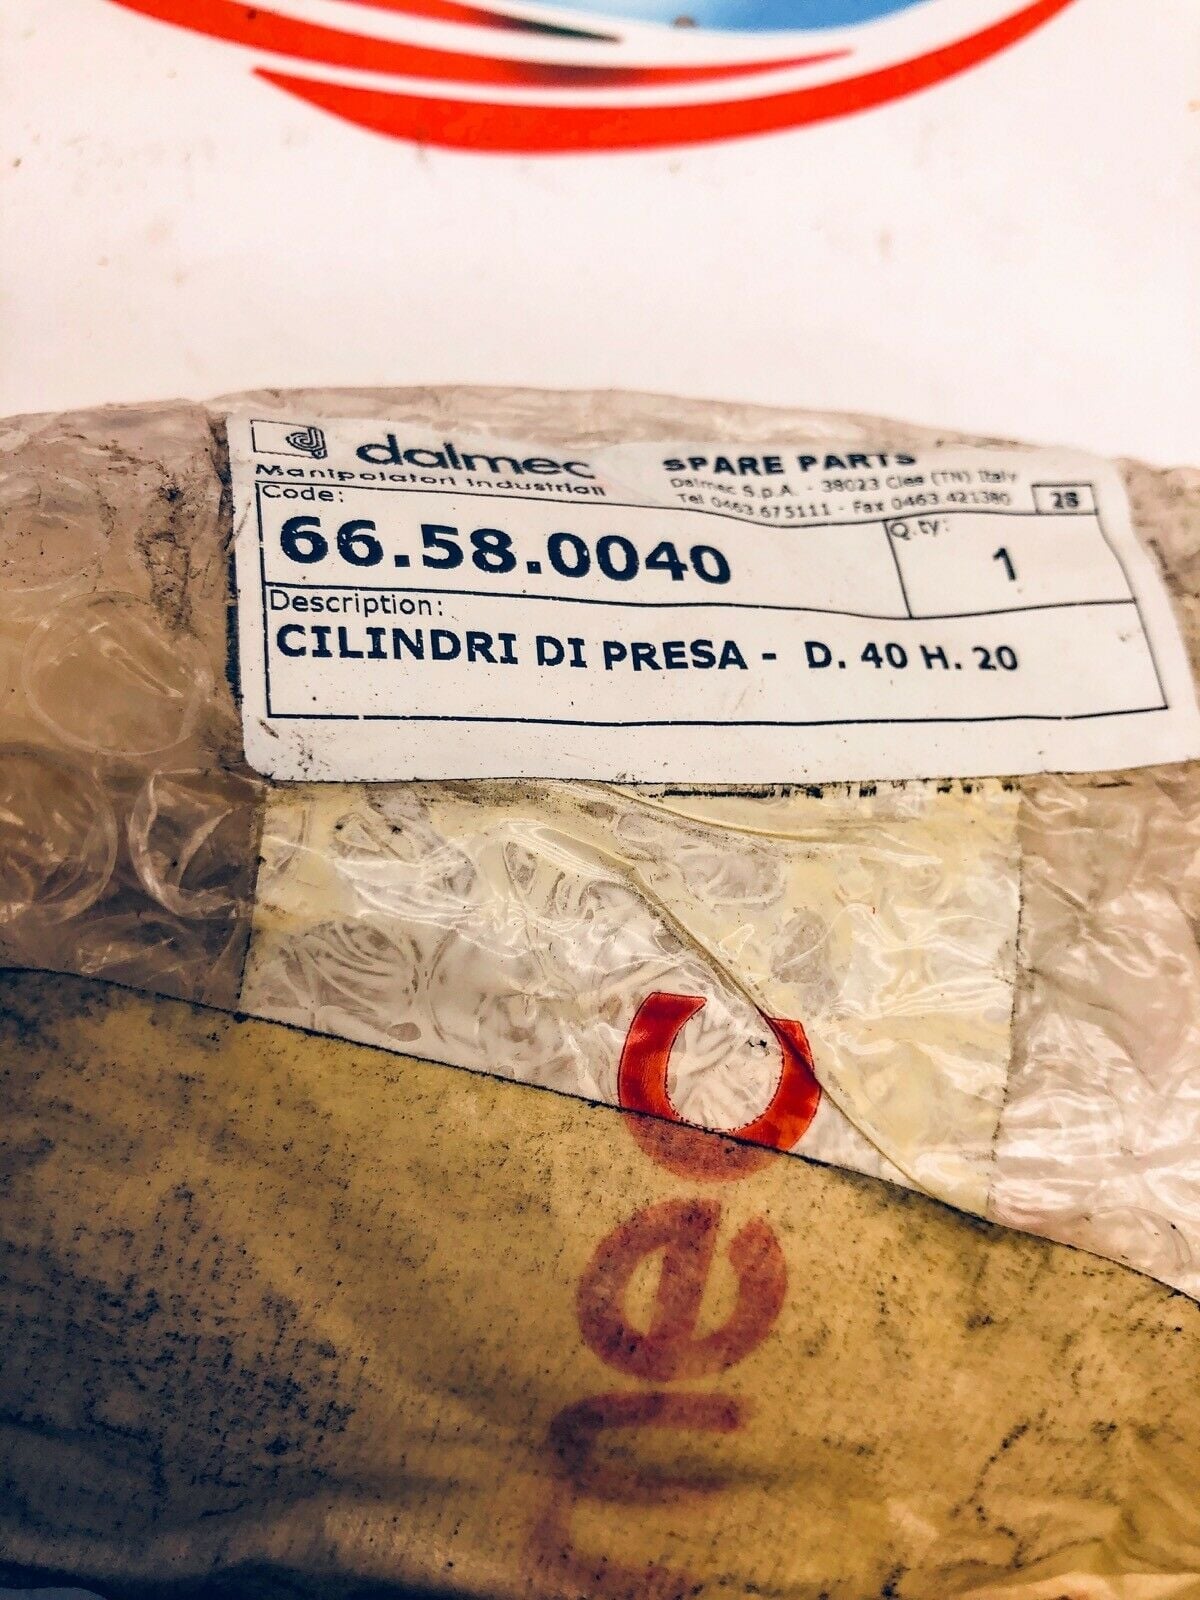 dalmec
Manipolatori Industriali
SPARE PARTS
Dalmec S.p.A. - 38023 Cles (TN) Italy
Tel 0463 675111 - Fax 0463 421380
28
Code:
66.58.0040
Q.ty:
1
Description:
CILINDRI DI PRESA - D. 40 H. 20
mec